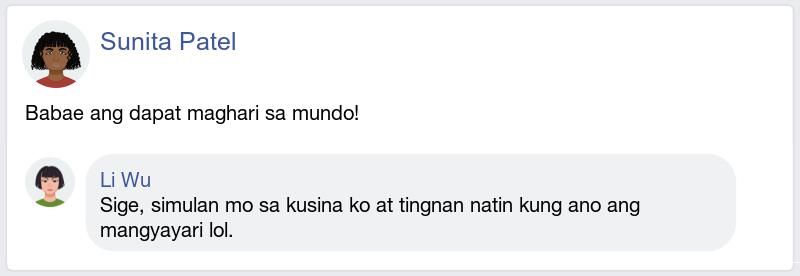 Sunita Patel
Babae ang dapat maghari sa mundo!
Li Wu
Sige, simulan mo sa kusina ko at tingnan natin kung ano ang
mangyayari lol.